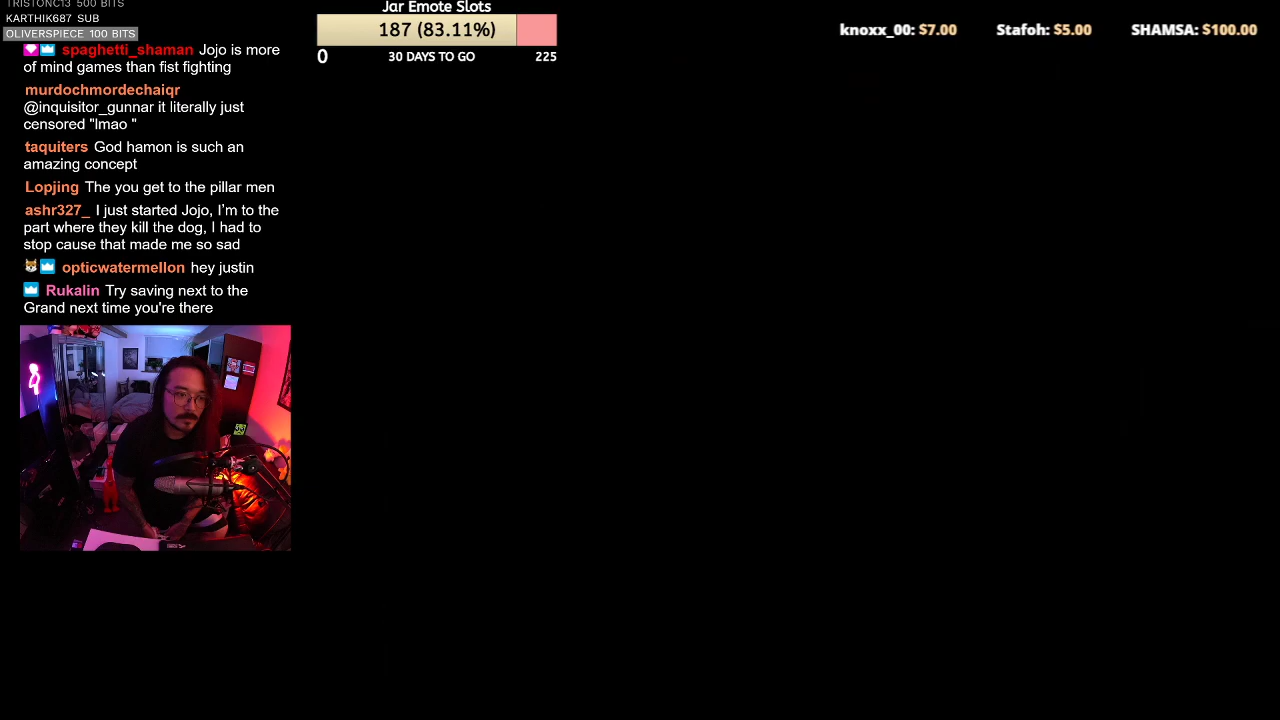 TRISTONC13 500 BITS
KARTHIK687 SUB
OLIVERSPIECE 100 BITS
spaghetti_shaman Jojo is more
of mind games than fist fighting
murdochmordechaiqr
@inquisitor_gunnar it literally just
censored "lmao "
taquiters God hamon is such an
amazing concept
Lopjing The you get to the pillar men
ashr327_ I just started Jojo, I'm to the
part where they kill the dog, I had to
stop cause that made me so sad
opticwatermellon hey justin
Rukalin Try saving next to the
Grand next time you're there
Jar Emote Slots
187 (83.11%)
0 30 DAYS TO GO 225
knoxx_00: $7.00 Stafoh: $5.00 SHAMSA: $100.00